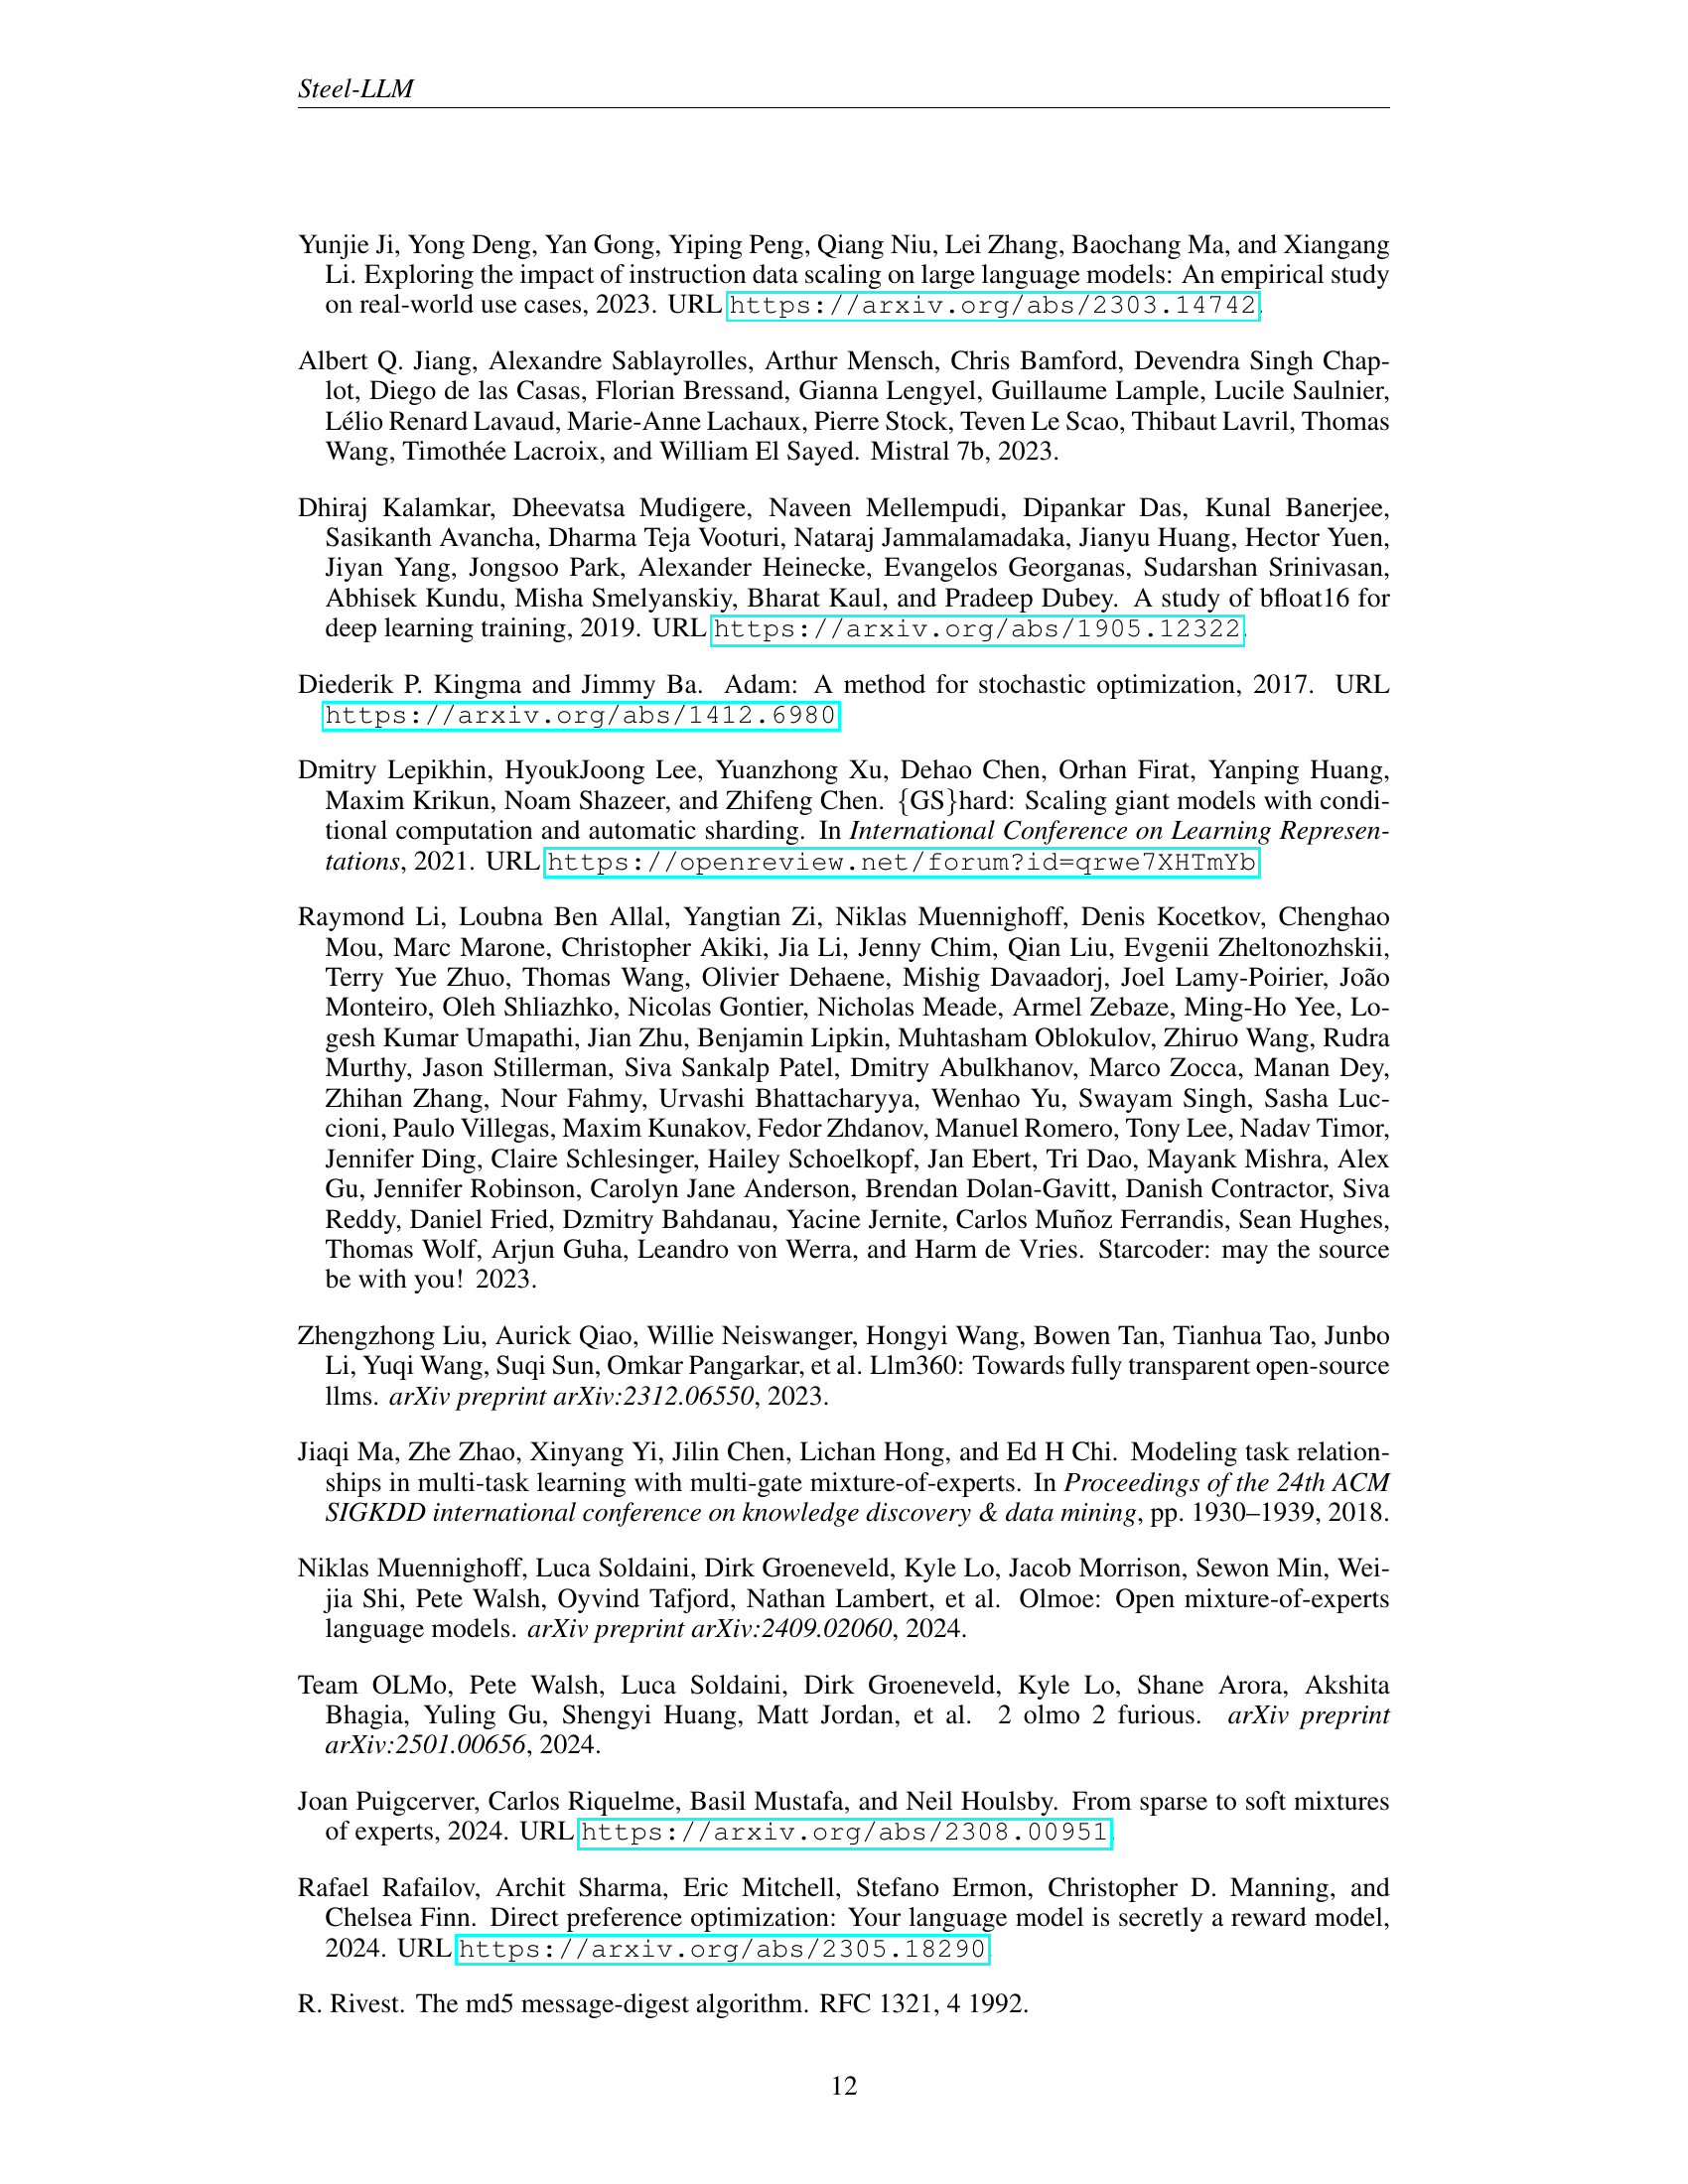 Steel-LLM
Yunjie Ji, Yong Deng, Yan Gong, Yiping Peng, Qiang Niu, Lei Zhang, Baochang Ma, and Xiangang
Li. Exploring the impact of instruction data scaling on large language models: An empirical study
on real-world use cases, 2023. URL https://arxiv.org/abs/2303.14742.
Albert Q. Jiang, Alexandre Sablayrolles, Arthur Mensch, Chris Bamford, Devendra Singh Chap-
lot, Diego de las Casas, Florian Bressand, Gianna Lengyel, Guillaume Lample, Lucile Saulnier,
Lélio Renard Lavaud, Marie-Anne Lachaux, Pierre Stock, Teven Le Scao, Thibaut Lavril, Thomas
Wang, Timothée Lacroix, and William El Sayed. Mistral 7b, 2023.
Dhiraj Kalamkar, Dheevatsa Mudigere, Naveen Mellempudi, Dipankar Das, Kunal Banerjee,
Sasikanth Avancha, Dharma Teja Vooturi, Nataraj Jammalamadaka, Jianyu Huang, Hector Yuen,
Jiyan Yang, Jongsoo Park, Alexander Heinecke, Evangelos Georganas, Sudarshan Srinivasan,
Abhisek Kundu, Misha Smelyanskiy, Bharat Kaul, and Pradeep Dubey. A study of bfloat16 for
deep learning training, 2019. URL https://arxiv.org/abs/1905.12322.
Diederik P. Kingma and Jimmy Ba. Adam: A method for stochastic optimization, 2017. URL
https://arxiv.org/abs/1412.6980.
Dmitry Lepikhin, HyoukJoong Lee, Yuanzhong Xu, Dehao Chen, Orhan Firat, Yanping Huang,
Maxim Krikun, Noam Shazeer, and Zhifeng Chen. {GS}hard: Scaling giant models with condi-
tional computation and automatic sharding. In International Conference on Learning Represen-
tations, 2021. URL https://openreview.net/forum?id=qrwe7XHTmYb.
Raymond Li, Loubna Ben Allal, Yangtian Zi, Niklas Muennighoff, Denis Kocetkov, Chenghao
Mou, Marc Marone, Christopher Akiki, Jia Li, Jenny Chim, Qian Liu, Evgenii Zheltonozhskii,
Terry Yue Zhuo, Thomas Wang, Olivier Dehaene, Mishig Davaadorj, Joel Lamy-Poirier, João
Monteiro, Oleh Shliazhko, Nicolas Gontier, Nicholas Meade, Armel Zebaze, Ming-Ho Yee, Lo-
gesh Kumar Umapathi, Jian Zhu, Benjamin Lipkin, Muhtasham Oblokulov, Zhiruo Wang, Rudra
Murthy, Jason Stillerman, Siva Sankalp Patel, Dmitry Abulkhanov, Marco Zocca, Manan Dey,
Zhihan Zhang, Nour Fahmy, Urvashi Bhattacharyya, Wenhao Yu, Swayam Singh, Sasha Luc-
cioni, Paulo Villegas, Maxim Kunakov, Fedor Zhdanov, Manuel Romero, Tony Lee, Nadav Timor,
Jennifer Ding, Claire Schlesinger, Hailey Schoelkopf, Jan Ebert, Tri Dao, Mayank Mishra, Alex
Gu, Jennifer Robinson, Carolyn Jane Anderson, Brendan Dolan-Gavitt, Danish Contractor, Siva
Reddy, Daniel Fried, Dzmitry Bahdanau, Yacine Jernite, Carlos Muñoz Ferrandis, Sean Hughes,
Thomas Wolf, Arjun Guha, Leandro von Werra, and Harm de Vries. Starcoder: may the source
be with you! 2023.
Zhengzhong Liu, Aurick Qiao, Willie Neiswanger, Hongyi Wang, Bowen Tan, Tianhua Tao, Junbo
Li, Yuqi Wang, Suqi Sun, Omkar Pangarkar, et al. Llm360: Towards fully transparent open-source
llms. arXiv preprint arXiv:2312.06550, 2023.
Jiaqi Ma, Zhe Zhao, Xinyang Yi, Jilin Chen, Lichan Hong, and Ed H Chi. Modeling task relation-
ships in multi-task learning with multi-gate mixture-of-experts. In Proceedings of the 24th ACM
SIGKDD international conference on knowledge discovery & data mining, pp. 1930–1939, 2018.
Niklas Muennighoff, Luca Soldaini, Dirk Groeneveld, Kyle Lo, Jacob Morrison, Sewon Min, Wei-
jia Shi, Pete Walsh, Oyvind Tafjord, Nathan Lambert, et al. Olmoe: Open mixture-of-experts
language models. arXiv preprint arXiv:2409.02060, 2024.
Team OLMo, Pete Walsh, Luca Soldaini, Dirk Groeneveld, Kyle Lo, Shane Arora, Akshita
Bhagia, Yuling Gu, Shengyi Huang, Matt Jordan, et al. 2 olmo 2 furious. arXiv preprint
arXiv:2501.00656, 2024.
Joan Puigcerver, Carlos Riquelme, Basil Mustafa, and Neil Houlsby. From sparse to soft mixtures
of experts, 2024. URL https://arxiv.org/abs/2308.00951.
Rafael Rafailov, Archit Sharma, Eric Mitchell, Stefano Ermon, Christopher D. Manning, and
Chelsea Finn. Direct preference optimization: Your language model is secretly a reward model,
2024. URL https://arxiv.org/abs/2305.18290.
R. Rivest. The md5 message-digest algorithm. RFC 1321, 4 1992.
12